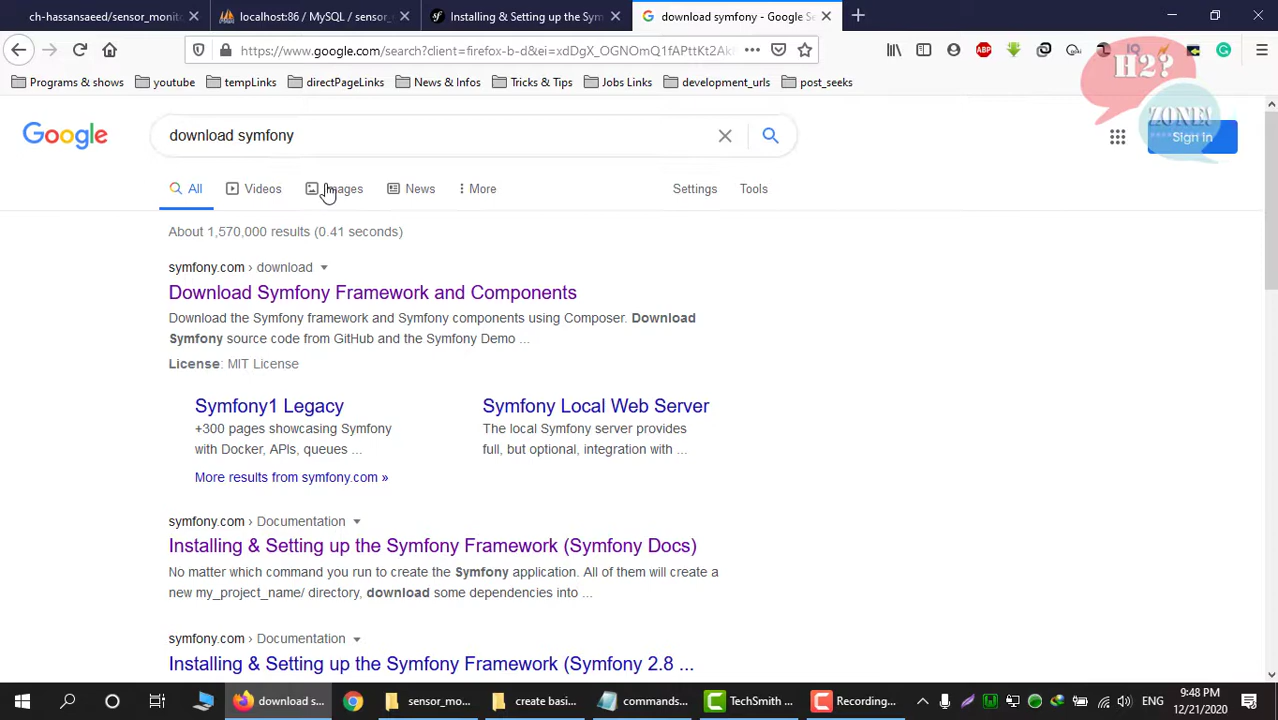 ch-hassansaeed/sensor_monito
localhost:86 / MySQL / sensor_
Installing & Setting up the Sym
download symfony - Google Se
https://www.google.com/search?client=firefox-b-d&ei=xdDgX_OGNOmQ1fAPttKt2Ak
Programs & shows
youtube
tempLinks
directPageLinks
News & Infos
Tricks & Tips
Jobs Links
development_urls
post_seeks
H2?
ZONE!
Google
download symfony
Sign in
All
Videos
Images
News
More
Settings
Tools
About 1,570,000 results (0.41 seconds)
symfony.com › download
Download Symfony Framework and Components
Download the Symfony framework and Symfony components using Composer. Download
Symfony source code from GitHub and the Symfony Demo ...
License: MIT License
Symfony1 Legacy
+300 pages showcasing Symfony
with Docker, APIs, queues ...
Symfony Local Web Server
The local Symfony server provides
full, but optional, integration with ...
More results from symfony.com »
symfony.com › Documentation
Installing & Setting up the Symfony Framework (Symfony Docs)
No matter which command you run to create the Symfony application. All of them will create a
new my_project_name/ directory, download some dependencies into ...
symfony.com › Documentation
Installing & Setting up the Symfony Framework (Symfony 2.8 ...
download s...
sensor_mo...
create basi...
commands...
TechSmith ...
Recording...
ENG
9:48 PM
12/21/2020